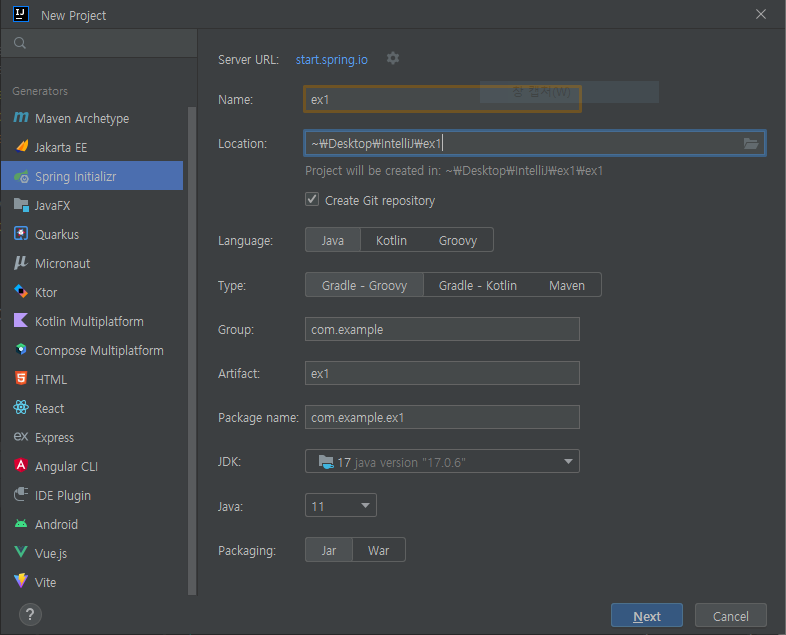 New Project
Generators
Maven Archetype
Jakarta EE
Spring Initializr
JavaFX
Quarkus
Micronaut
Ktor
Kotlin Multiplatform
Compose Multiplatform
HTML
React
Express
Angular CLI
IDE Plugin
Android
Vue.js
Vite
Server URL: start.spring.io
Name: ex1
창 캡처(W)
Location: ~₩Desktop₩IntelliJ₩ex1
Project will be created in: ~₩Desktop₩IntelliJ₩ex1₩ex1
Create Git repository
Language: Java Kotlin Groovy
Type: Gradle - Groovy Gradle - Kotlin Maven
Group: com.example
Artifact: ex1
Package name: com.example.ex1
JDK: 17 java version "17.0.6"
Java: 11
Packaging: Jar War
? Next Cancel